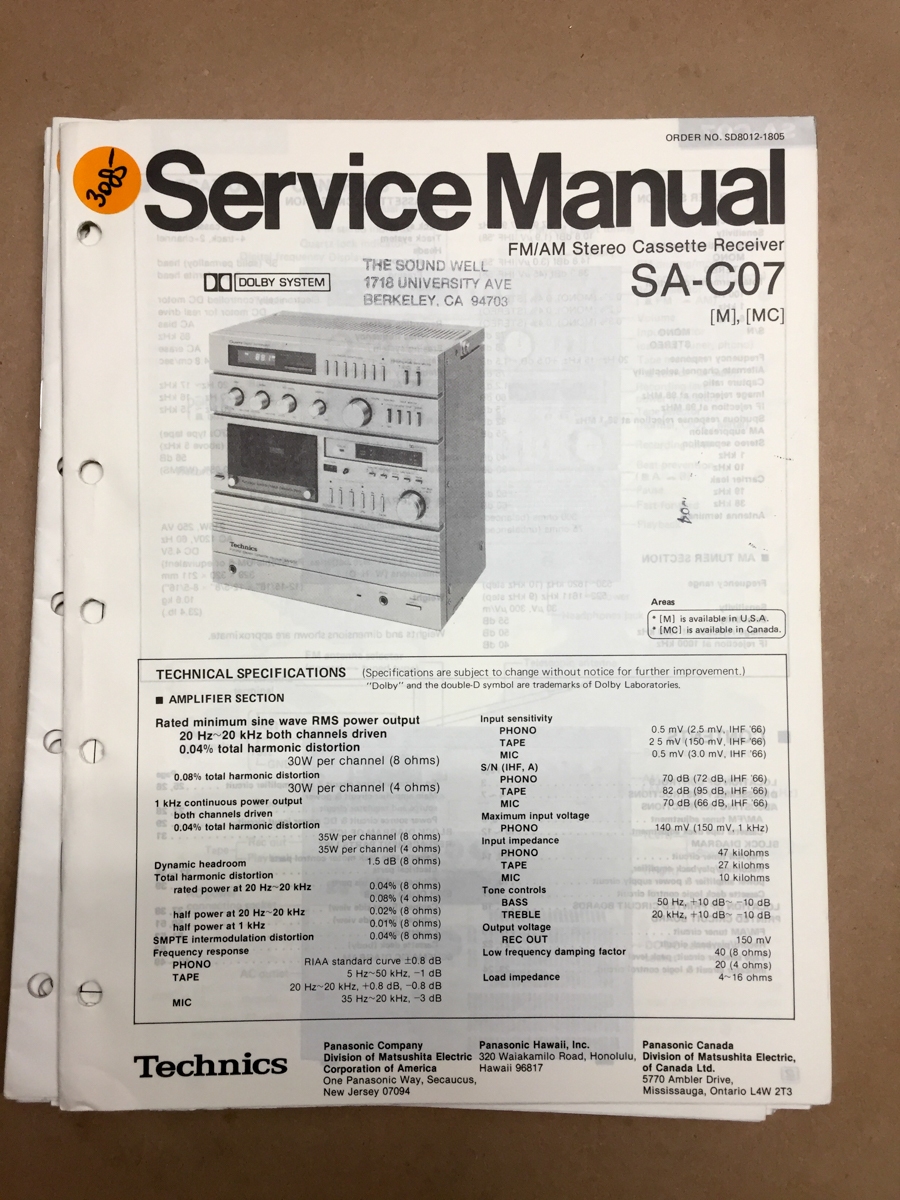 ORDER NO. SD8012-1805
3085-
Service Manual
FM/AM Stereo Cassette Receiver
SA-C07
[M], [MC]
DOLBY SYSTEM
THE SOUND WELL
1718 UNIVERSITY AVE
BERKELEY, CA 94703
Technics
Areas
* [M] is available in U.S.A.
* [MC] is available in Canada.
TECHNICAL SPECIFICATIONS (Specifications are subject to change without notice for further improvement.)
"Dolby" and the double-D symbol are trademarks of Dolby Laboratories.
■ AMPLIFIER SECTION
Rated minimum sine wave RMS power output
20 Hz~20 kHz both channels driven
0.04% total harmonic distortion
30W per channel (8 ohms)
0.08% total harmonic distortion
30W per channel (4 ohms)
1 kHz continuous power output
both channels driven
0.04% total harmonic distortion
35W per channel (8 ohms)
35W per channel (4 ohms)
Dynamic headroom 1.5 dB (8 ohms)
Total harmonic distortion
rated power at 20 Hz~20 kHz 0.04% (8 ohms)
0.08% (4 ohms)
half power at 20 Hz~20 kHz 0.02% (8 ohms)
half power at 1 kHz 0.01% (8 ohms)
SMPTE intermodulation distortion 0.04% (8 ohms)
Frequency response
PHONO RIAA standard curve ±0.8 dB
TAPE 5 Hz~50 kHz, −1 dB
20 Hz~20 kHz, +0.8 dB, -0.8 dB
MIC 35 Hz~20 kHz, −3 dB
Input sensitivity
PHONO 0.5 mV (2.5 mV, IHF '66)
TAPE 25 mV (150 mV, IHF '66)
MIC 0.5 mV (3.0 mV, IHF '66)
S/N (IHF, A)
PHONO 70 dB (72 dB, IHF '66)
TAPE 82 dB (95 dB, IHF '66)
MIC 70 dB (66 dB, IHF '66)
Maximum input voltage
PHONO 140 mV (150 mV, 1 kHz)
Input impedance
PHONO 47 kilohms
TAPE 27 kilohms
MIC 10 kilohms
Tone controls
BASS 50 Hz, +10 dB~ −10 dB
TREBLE 20 kHz, +10 dB~ −10 dB
Output voltage
REC OUT 150 mV
Low frequency damping factor 40 (8 ohms)
20 (4 ohms)
Load impedance 4~16 ohms
Technics
Panasonic Company
Division of Matsushita Electric
Corporation of America
One Panasonic Way, Secaucus,
New Jersey 07094
Panasonic Hawaii, Inc.
320 Waiakamilo Road, Honolulu,
Hawaii 96817
Panasonic Canada
Division of Matsushita Electric,
of Canada Ltd.
5770 Ambler Drive,
Mississauga, Ontario L4W 2T3